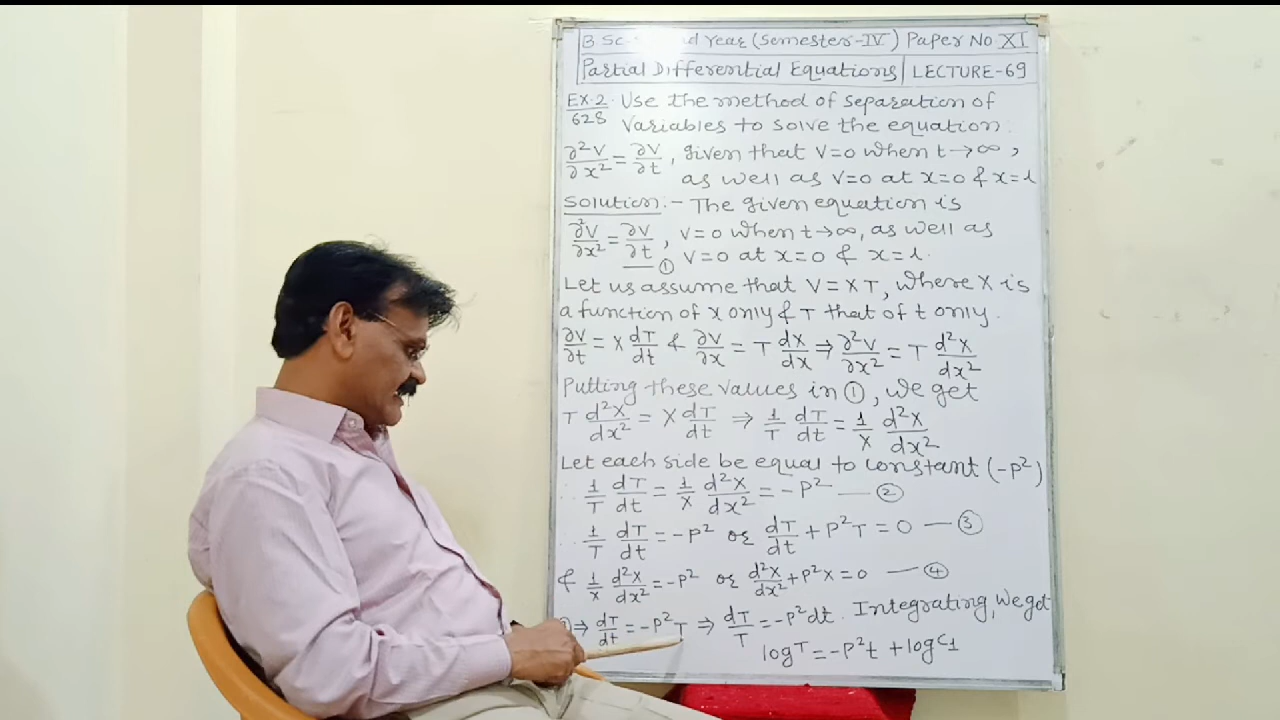 B Sc- nd Year (Semester-IV) Paper No XI
Partial Differential Equations | LECTURE-69
Ex.2/628 Use the method of separation of
variables to solve the equation:
∂²V/∂x² = ∂V/∂t, given that V=0 when t→∞,
as well as V=0 at x=0 & x=l
Solution:- The given equation is
∂²V/∂x² = ∂V/∂t, V=0 when t→∞, as well as
—① V=0 at x=0 & x=l.
Let us assume that V=XT, where X is
a function of x only & T that of t only.
∂V/∂t = X dT/dt & ∂V/∂x = T dX/dx ⇒ ∂²V/∂x² = T d²X/dx²
Putting these values in ①, we get
T d²X/dx² = X dT/dt ⇒ 1/T dT/dt = 1/X d²X/dx²
Let each side be equal to constant (-P²)
∴ 1/T dT/dt = 1/X d²X/dx² = -P² — ②
∴ 1/T dT/dt = -P² or dT/dt + P²T = 0 — ③
& 1/X d²X/dx² = -P² or d²X/dx² + P²X = 0 — ④
⇒ dT/dt = -P²T ⇒ dT/T = -P²dt. Integrating, we get
log T = -P²t + log C₁